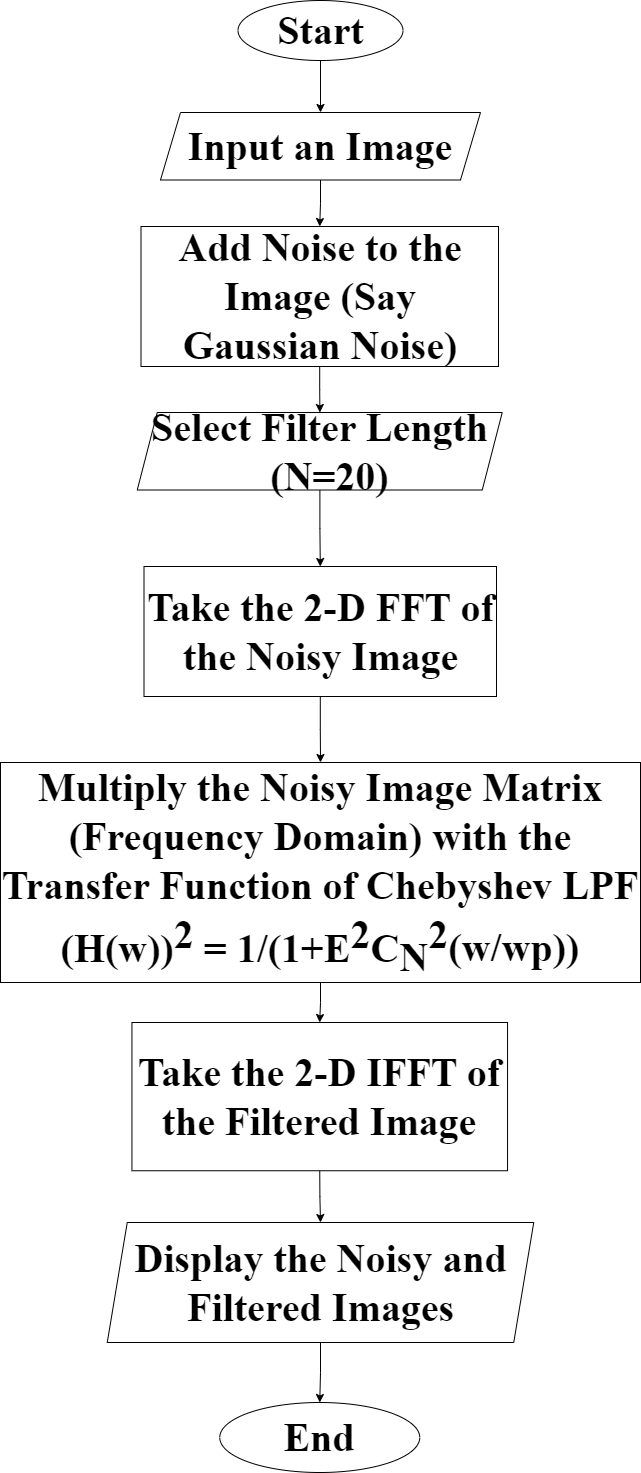 Start
Input an Image
Add Noise to the
Image (Say
Gaussian Noise)
Select Filter Length
(N=20)
Take the 2-D FFT of
the Noisy Image
Multiply the Noisy Image Matrix
(Frequency Domain) with the
Transfer Function of Chebyshev LPF
(H(w))² = 1/(1+E²C_N²(w/wp))
Take the 2-D IFFT of
the Filtered Image
Display the Noisy and
Filtered Images
End